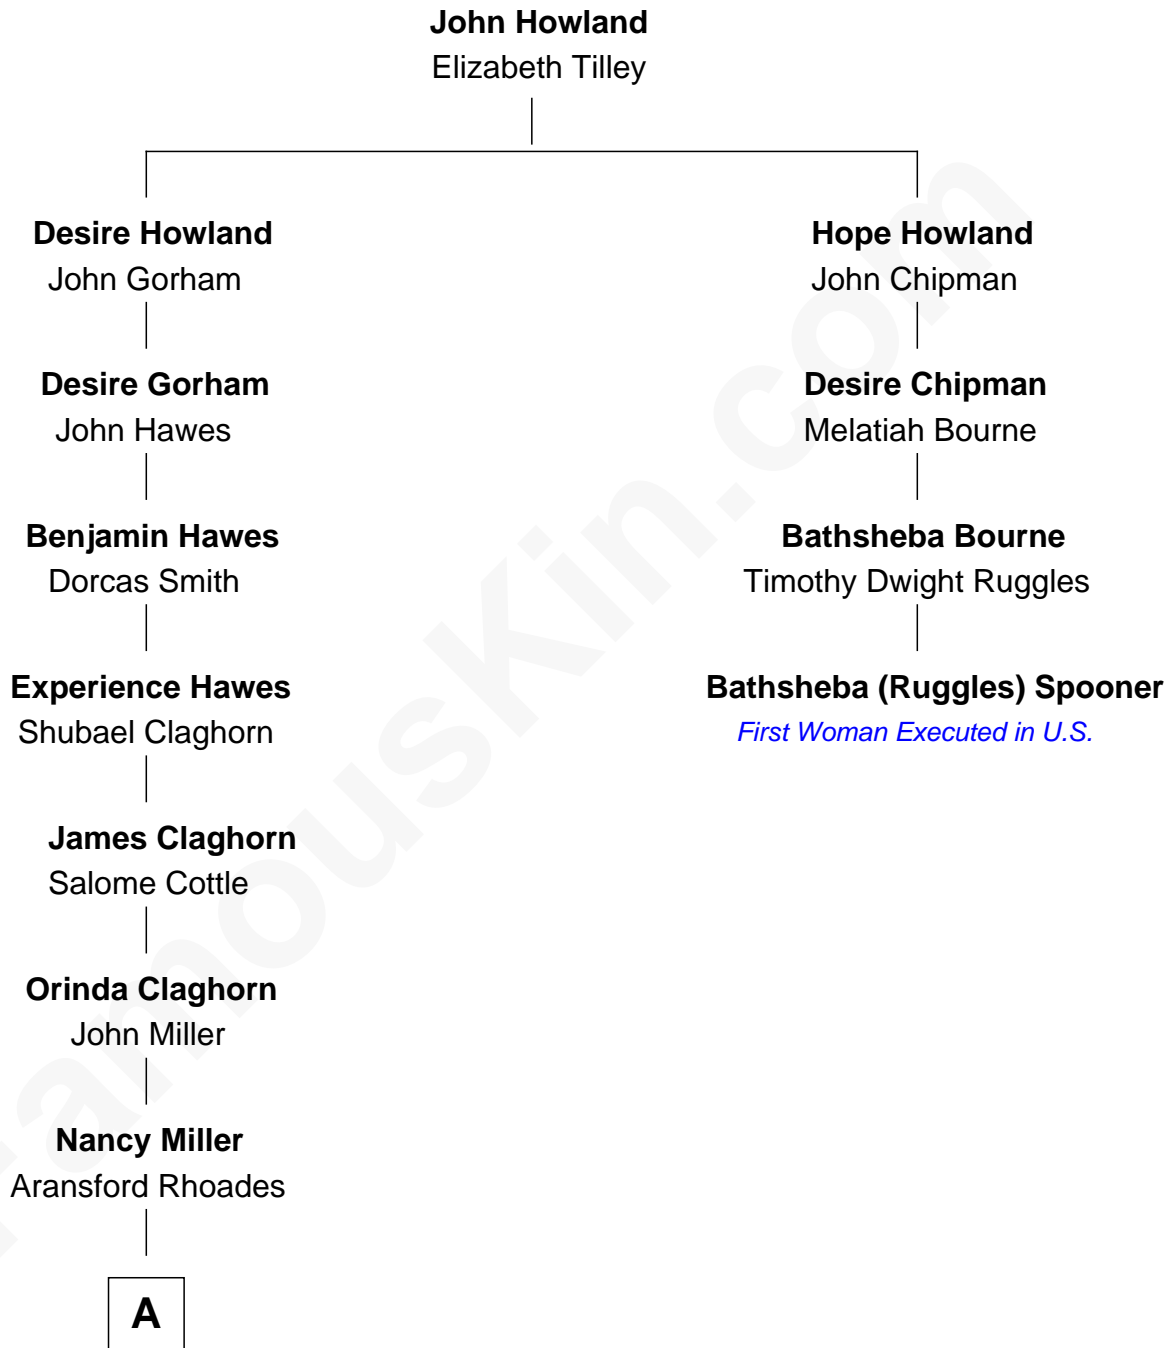 John Howland
Elizabeth Tilley
Desire Howland
John Gorham
Hope Howland
John Chipman
Desire Gorham
John Hawes
Desire Chipman
Melatiah Bourne
Benjamin Hawes
Dorcas Smith
Bathsheba Bourne
Timothy Dwight Ruggles
Experience Hawes
Shubael Claghorn
Bathsheba (Ruggles) Spooner
First Woman Executed in U.S.
James Claghorn
Salome Cottle
Orinda Claghorn
John Miller
Nancy Miller
Aransford Rhoades
A
FamousKin.com